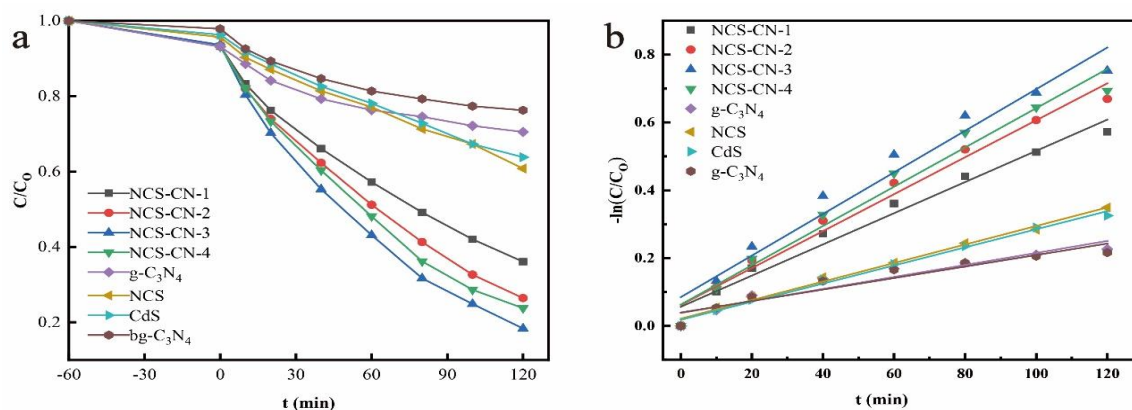 a
C/C₀
1.0
0.8
0.6
0.4
0.2
-60
-30
0
30
60
90
120
t (min)
NCS-CN-1
NCS-CN-2
NCS-CN-3
NCS-CN-4
g-C₃N₄
NCS
CdS
bg-C₃N₄
b
-ln(C/C₀)
0.8
0.6
0.4
0.2
0.0
0
20
40
60
80
100
120
t (min)
NCS-CN-1
NCS-CN-2
NCS-CN-3
NCS-CN-4
g-C₃N₄
NCS
CdS
g-C₃N₄